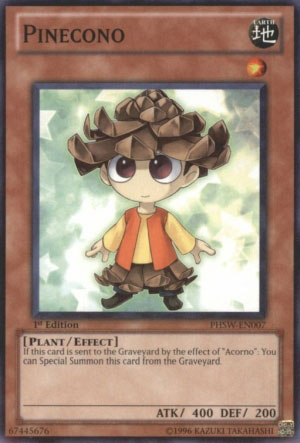 PINECONO
EARTH
地
1st Edition
PHSW-EN007
[PLANT/EFFECT]
If this card is sent to the Graveyard by the effect of "Acorno": You
can Special Summon this card from the Graveyard.
ATK/ 400 DEF/ 200
67445676
©1996 KAZUKI TAKAHASHI